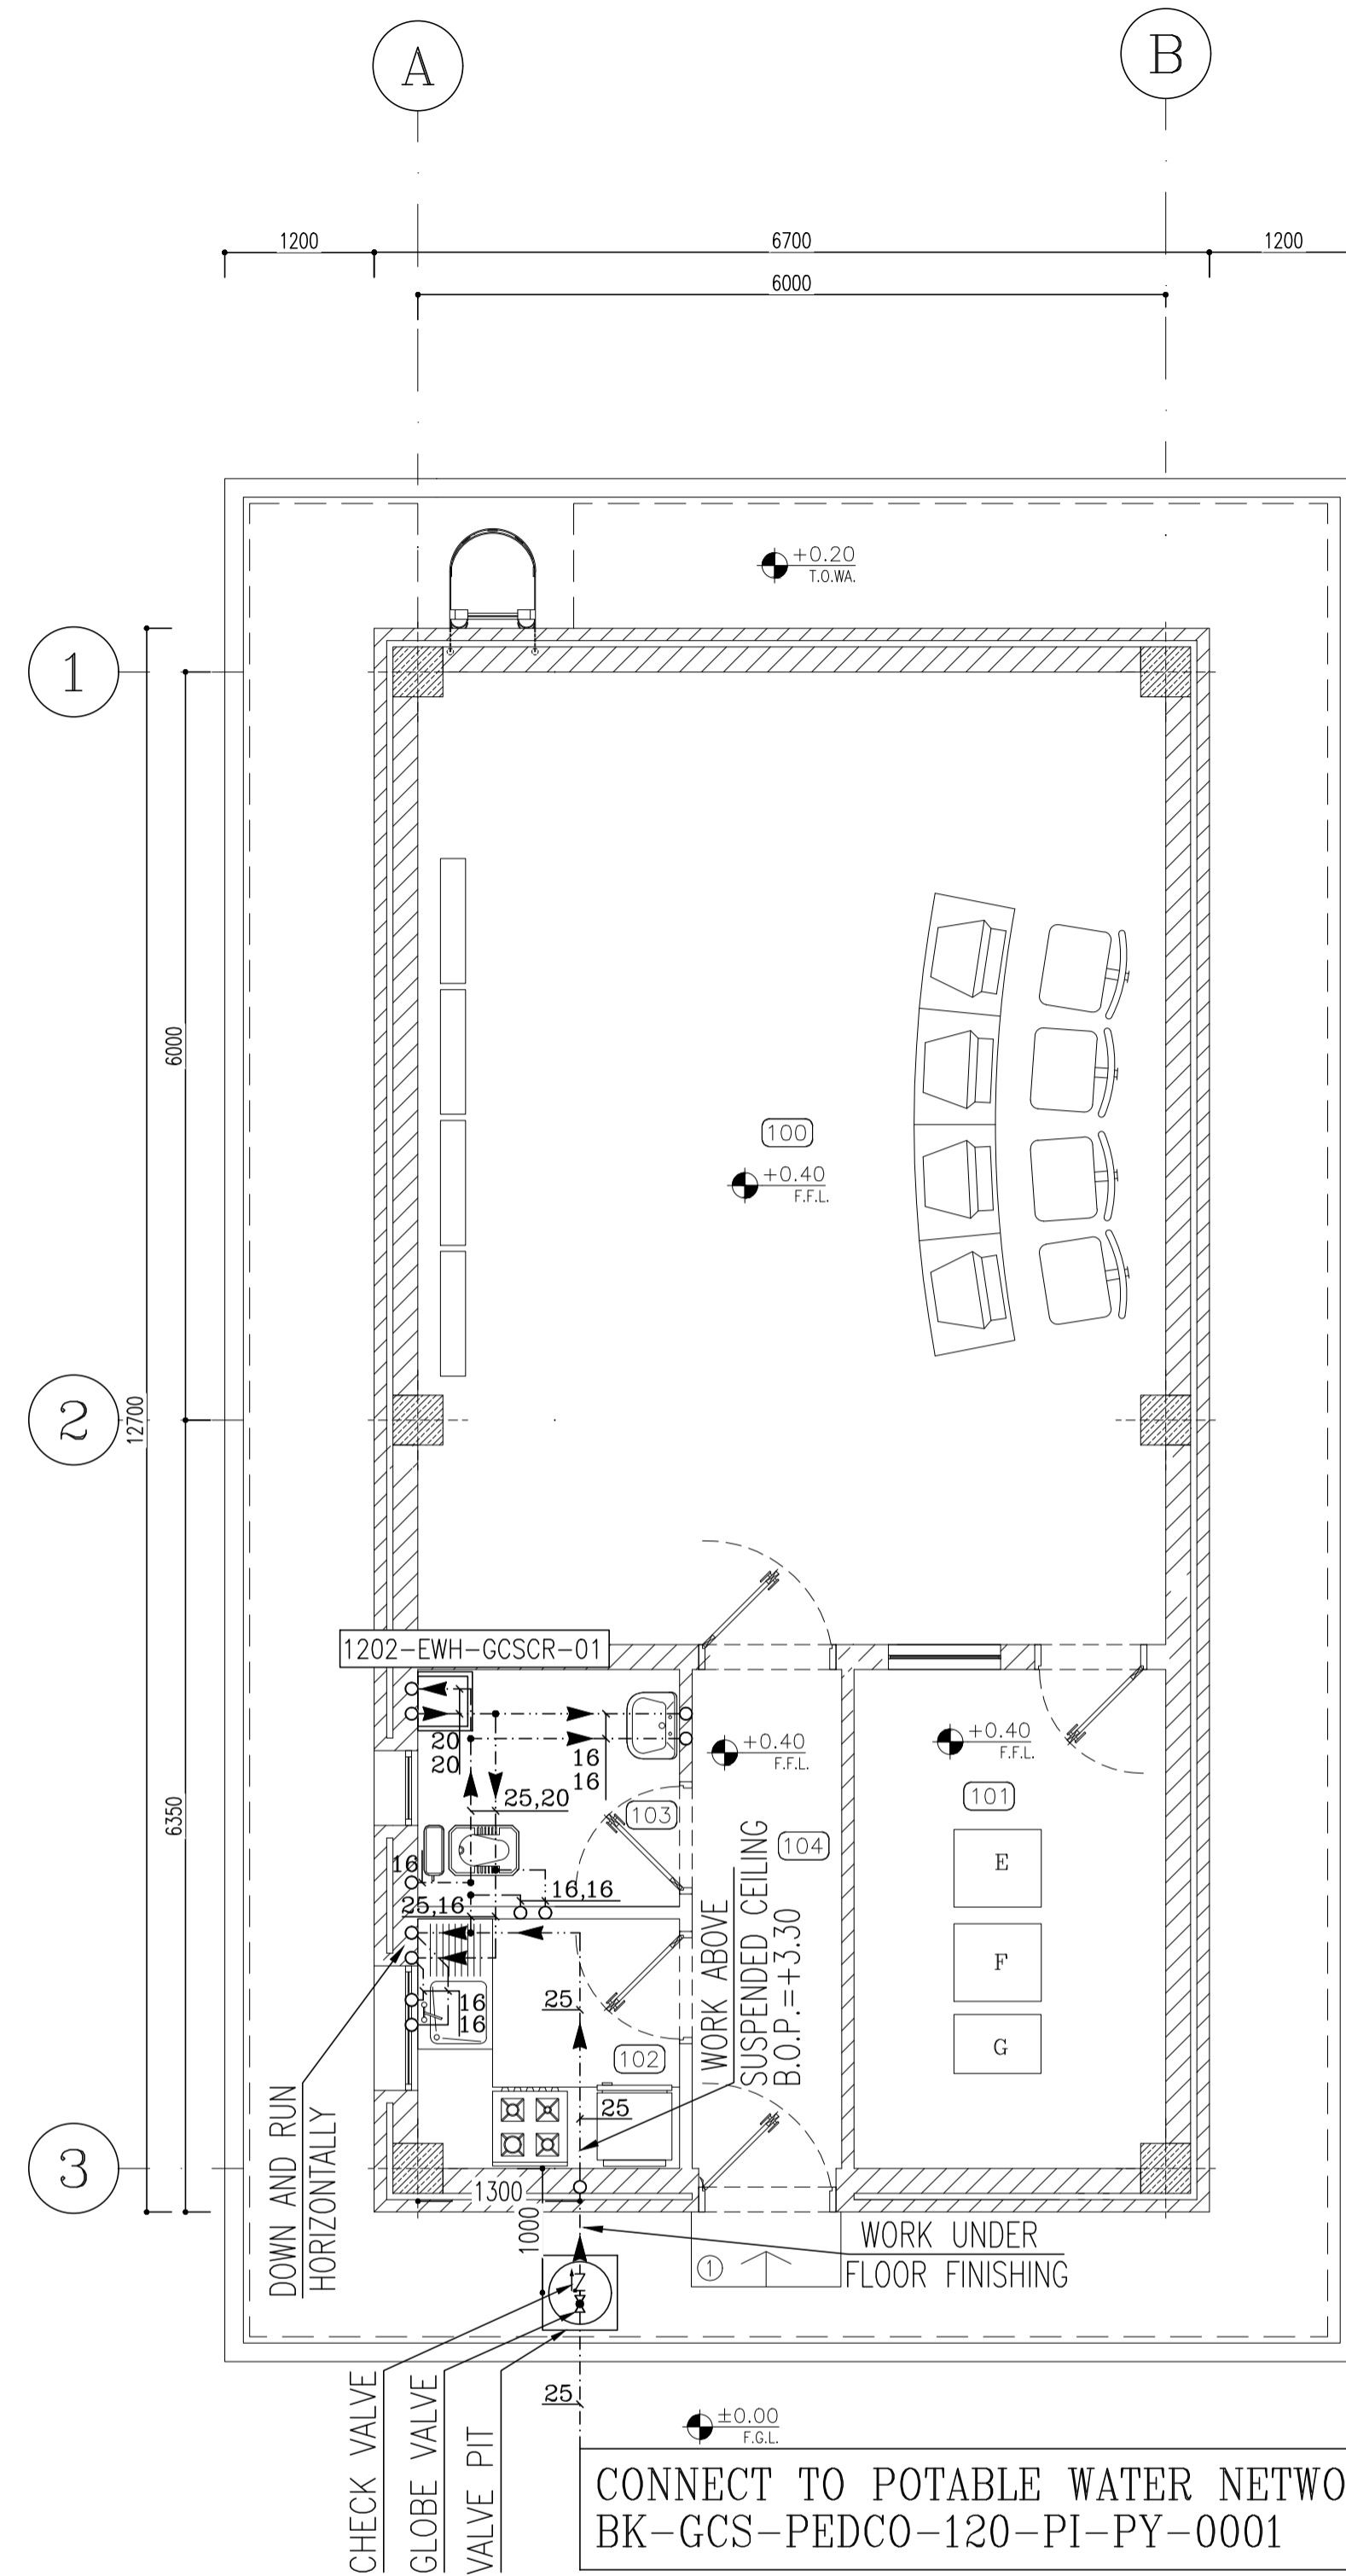 A
B
1200
6700
1200
6000
+0.20
T.O.WA.
1
6000
100
+0.40
F.F.L.
2
12700
1202-EWH-GCSCR-01
20
20
16
16
+0.40
F.F.L.
+0.40
F.F.L.
25,20
103
101
6350
104
16
E
16,16
25,16
WORK ABOVE
SUSPENDED CEILING
B.O.P.=+3.30
F
25
16
16
G
102
DOWN AND RUN
HORIZONTALLY
25
3
1300
1000
WORK UNDER
FLOOR FINISHING
1
CHECK VALVE
GLOBE VALVE
VALVE PIT
25
±0.00
F.G.L.
CONNECT TO POTABLE WATER NETWO
BK-GCS-PEDCO-120-PI-PY-0001